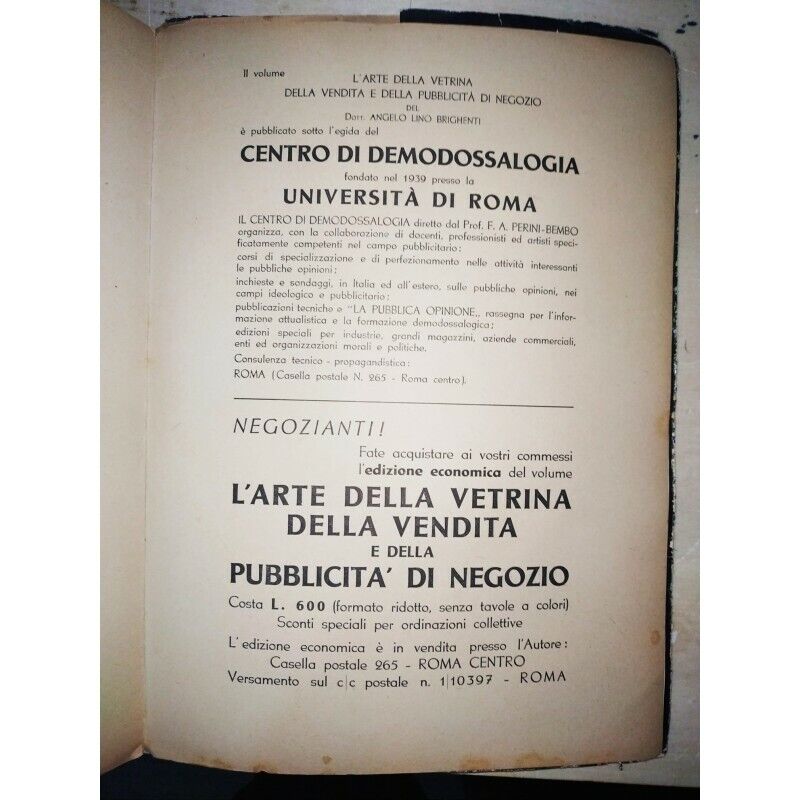 Il volume
L'ARTE DELLA VETRINA
DELLA VENDITA E DELLA PUBBLICITÀ DI NEGOZIO
DEL
Dott. ANGELO LINO BRIGHENTI
è pubblicato sotto l'egida del
CENTRO DI DEMODOSSALOGIA
fondato nel 1939 presso la
UNIVERSITÀ DI ROMA
IL CENTRO DI DEMODOSSALOGIA diretto dal Prof. F. A. PERINI-BEMBO
organizza, con la collaborazione di docenti, professionisti ed artisti speci-
ficatamente competenti nel campo pubblicitario:
corsi di specializzazione e di perfezionamento nelle attività interessanti
le pubbliche opinioni;
inchieste e sondaggi, in Italia ed all'estero, sulle pubbliche opinioni, nei
campi ideologico e pubblicitario;
pubblicazioni tecniche e "LA PUBBLICA OPINIONE„ rassegna per l'infor-
mazione attualistica e la formazione demodossalogica;
edizioni speciali per industrie, grandi magazzini, aziende commerciali,
enti ed organizzazioni morali e politiche.
Consulenza tecnico - propagandistica:
ROMA (Casella postale N. 265 - Roma centro).
NEGOZIANTI!
Fate acquistare ai vostri commessi
l'edizione economica del volume
L'ARTE DELLA VETRINA
DELLA VENDITA
E DELLA
PUBBLICITA' DI NEGOZIO
Costa L. 600 (formato ridotto, senza tavole a colori)
Sconti speciali per ordinazioni collettive
L'edizione economica è in vendita presso l'Autore:
Casella postale 265 - ROMA CENTRO
Versamento sul c/c postale n. 1/10397 - ROMA